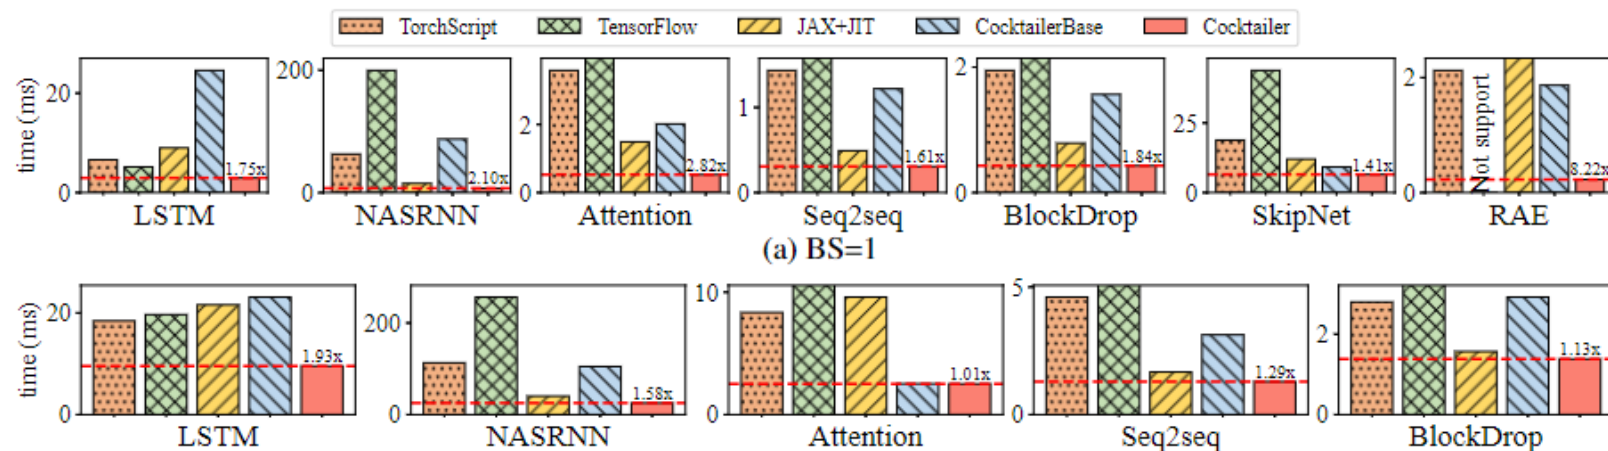 TorchScript TensorFlow JAX+JIT CocktailerBase Cocktailer
time (ms)
20
0
1.75x
LSTM
200
0
2.10x
NASRNN
2
0
2.82x
Attention
1
0
1.61x
Seq2seq
2
0
1.84x
BlockDrop
25
0
1.41x
SkipNet
2
0
Not support
8.22x
RAE
(a) BS=1
time (ms)
20
0
1.93x
LSTM
200
0
1.58x
NASRNN
10
0
1.01x
Attention
5
0
1.29x
Seq2seq
2
0
1.13x
BlockDrop